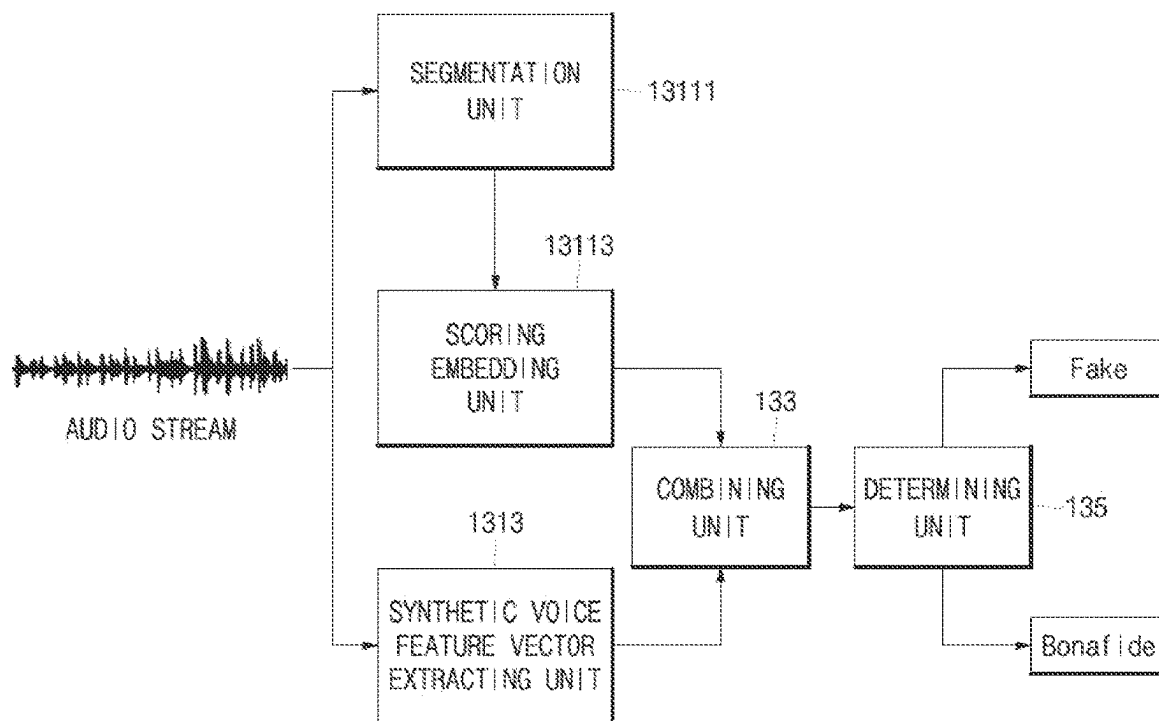 SEGMENTATION
UNIT
13111
13113
SCORING
EMBEDDING
UNIT
AUDIO STREAM
133
COMBINING
UNIT
DETERMINING
UNIT
135
Fake
Bonafide
1313
SYNTHETIC VOICE
FEATURE VECTOR
EXTRACTING UNIT